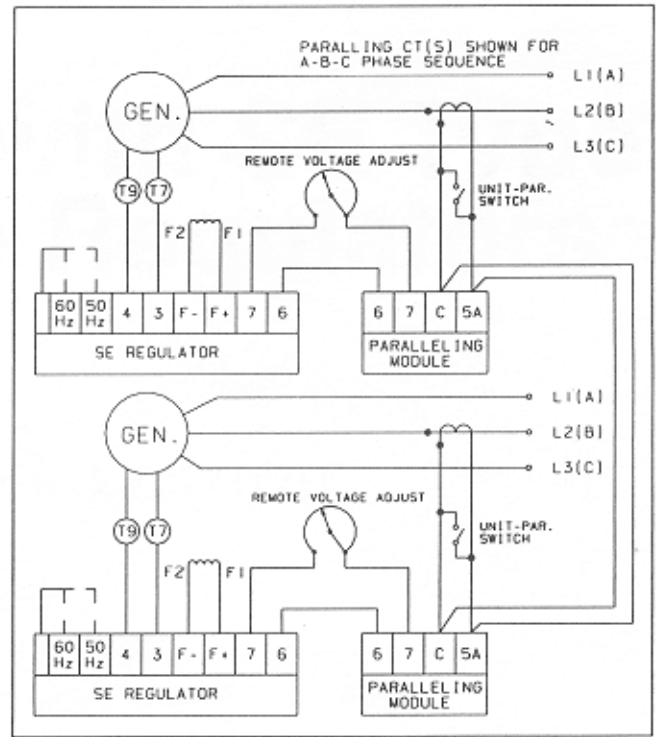 PARALLING CT(S) SHOWN FOR
A-B-C PHASE SEQUENCE
L1(A)
GEN.
L2(B)
L3(C)
REMOTE VOLTAGE ADJUST
T9 T7
UNIT-PAR.
SWITCH
F2 F1
60 Hz 50 Hz 4 3 F- F+ 7 6
6 7 C 5A
SE REGULATOR
PARALLELING
MODULE
L1(A)
GEN.
L2(B)
L3(C)
REMOTE VOLTAGE ADJUST
T9 T7
UNIT-PAR.
SWITCH
F2 F1
60 Hz 50 Hz 4 3 F- F+ 7 6
6 7 C 5A
SE REGULATOR
PARALLELING
MODULE